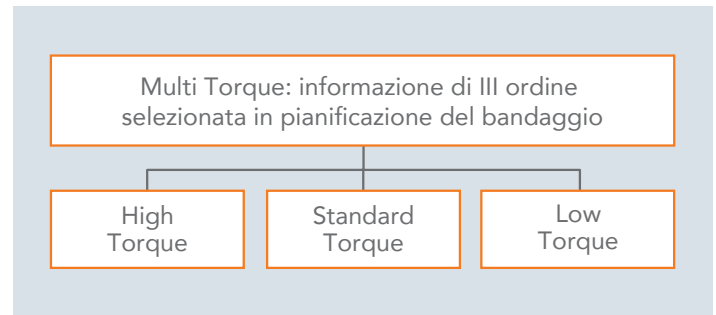 Multi Torque: informazione di III ordine
selezionata in pianificazione del bandaggio
High
Torque
Standard
Torque
Low
Torque